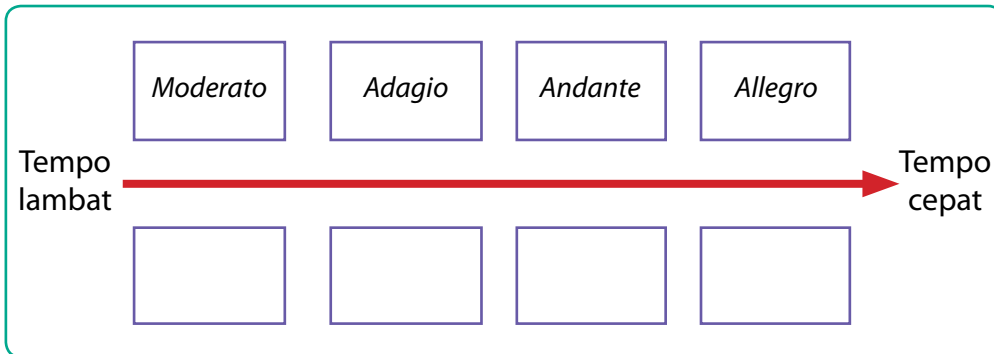 Moderato
Adagio
Andante
Allegro
Tempo
lambat
Tempo
cepat